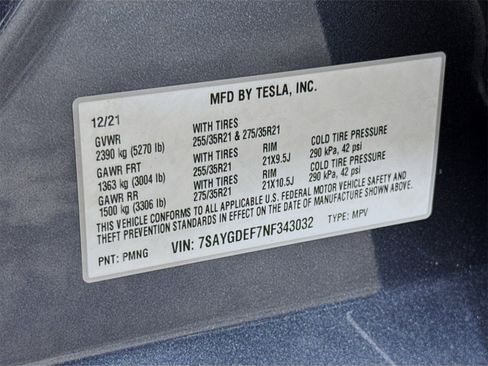 MFD BY TESLA, INC.
12/21
GVWR WITH TIRES
2390 kg (5270 lb) 255/35R21 & 275/35R21
GAWR FRT WITH TIRES RIM COLD TIRE PRESSURE
1363 kg (3004 lb) 255/35R21 21X9.5J 290 kPa, 42 psi
GAWR RR WITH TIRES RIM COLD TIRE PRESSURE
1500 kg (3306 lb) 275/35R21 21X10.5J 290 kPa, 42 psi
THIS VEHICLE CONFORMS TO ALL APPLICABLE U.S. FEDERAL MOTOR VEHICLE SAFETY AND
THEFT PREVENTION STANDARDS IN EFFECT ON THE DATE OF MANUFACTURE SHOWN ABOVE.
VIN: 7SAYGDEF7NF343032
PNT: PMNG TYPE: MPV